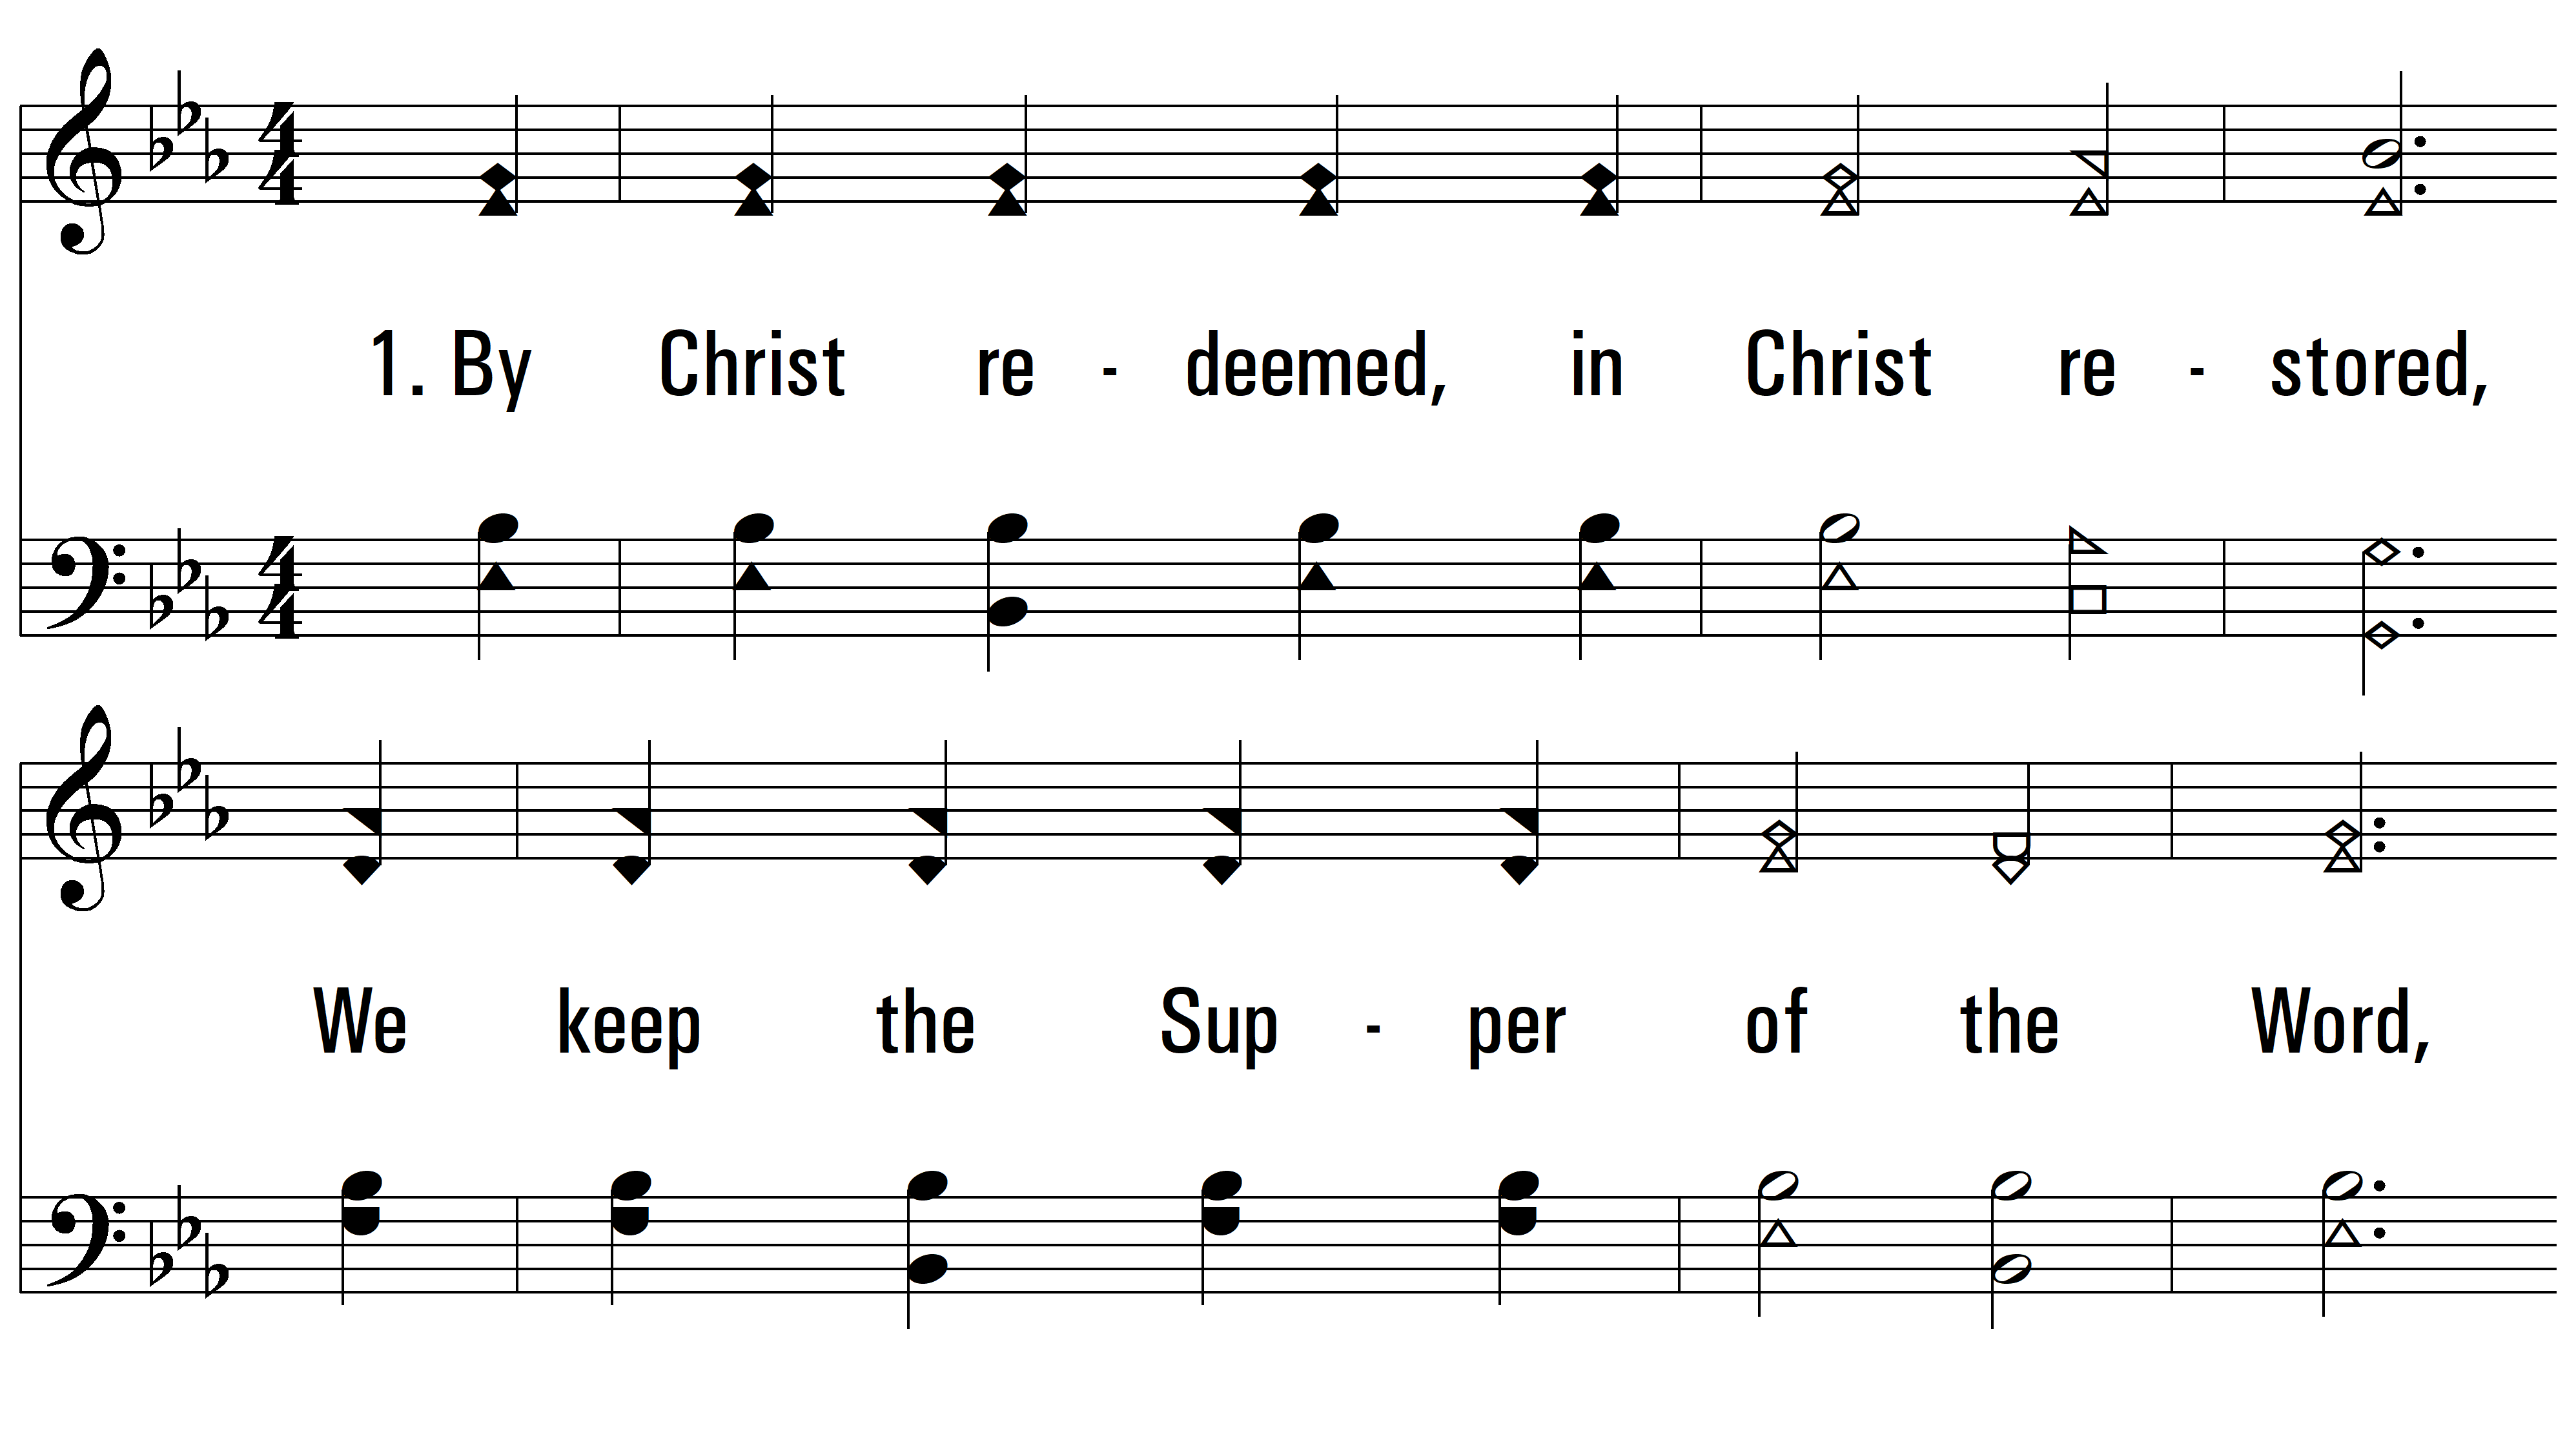 1. By Christ re - deemed, in Christ re - stored,
We keep the Sup - per of the Word,